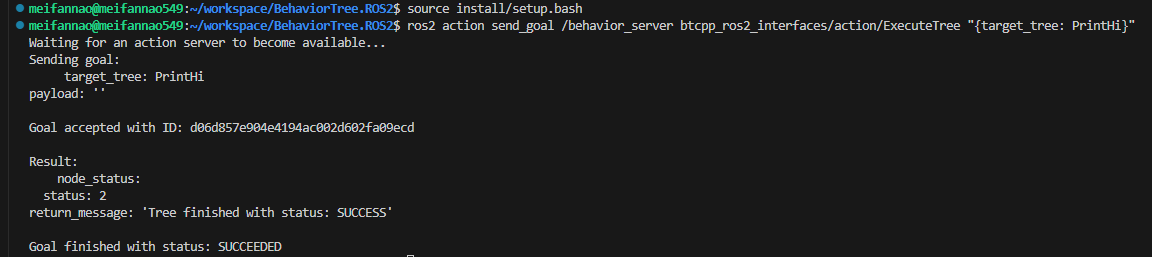 meifannao@meifannao549:~/workspace/BehaviorTree.ROS2$ source install/setup.bash
meifannao@meifannao549:~/workspace/BehaviorTree.ROS2$ ros2 action send_goal /behavior_server btcpp_ros2_interfaces/action/ExecuteTree "{target_tree: PrintHi}"
Waiting for an action server to become available...
Sending goal:
     target_tree: PrintHi
payload: ''

Goal accepted with ID: d06d857e904e4194ac002d602fa09ecd

Result:
    node_status:
  status: 2
return_message: 'Tree finished with status: SUCCESS'

Goal finished with status: SUCCEEDED